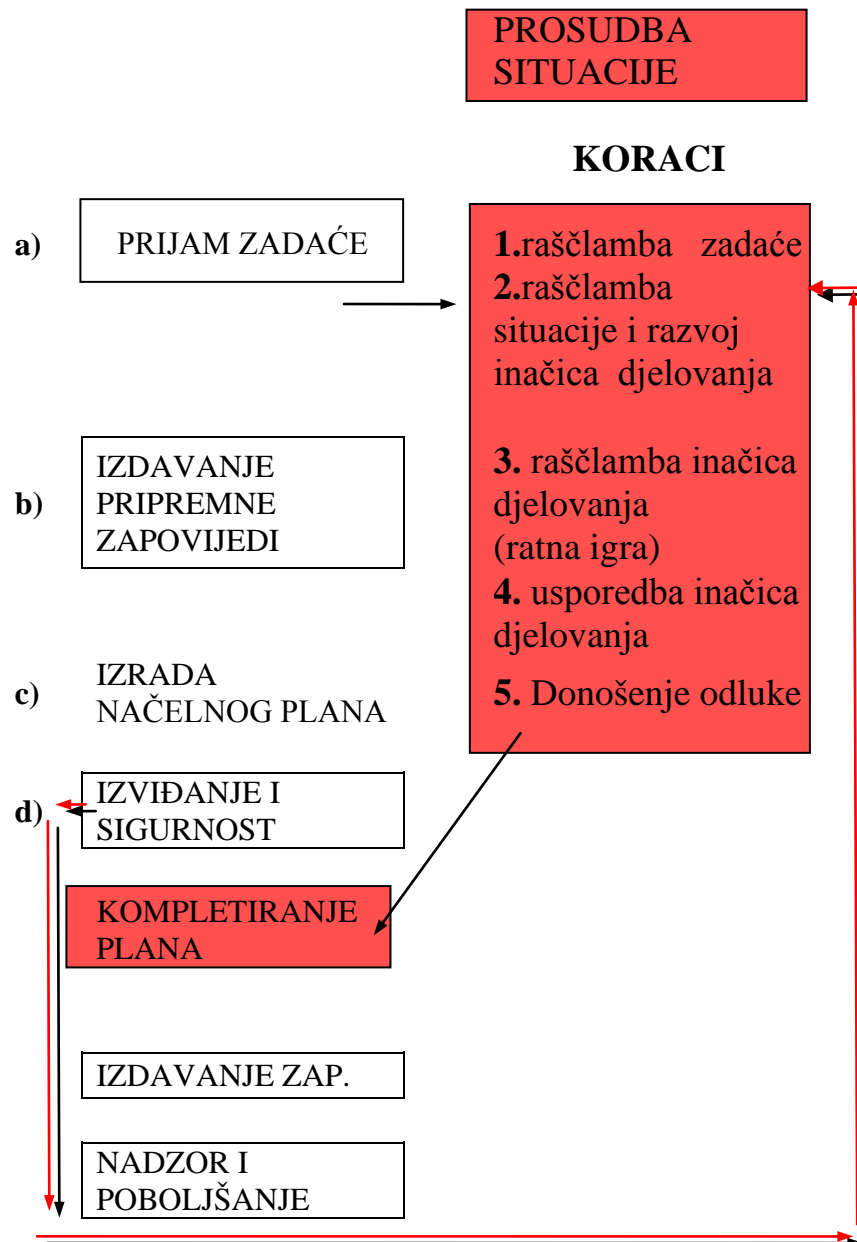 PROSUDBA
SITUACIJE
KORACI
a)
PRIJAM ZADAĆE
1.raščlamba zadaće
2.raščlamba
situacije i razvoj
inačica djelovanja
b)
IZDAVANJE
PRIPREMNE
ZAPOVIJEDI
3. raščlamba inačica
djelovanja
(ratna igra)
4. usporedba inačica
djelovanja
c)
IZRADA
NAČELNOG PLANA
5. Donošenje odluke
d)
IZVIĐANJE I
SIGURNOST
KOMPLETIRANJE
PLANA
IZDAVANJE ZAP.
NADZOR I
POBOLJŠANJE